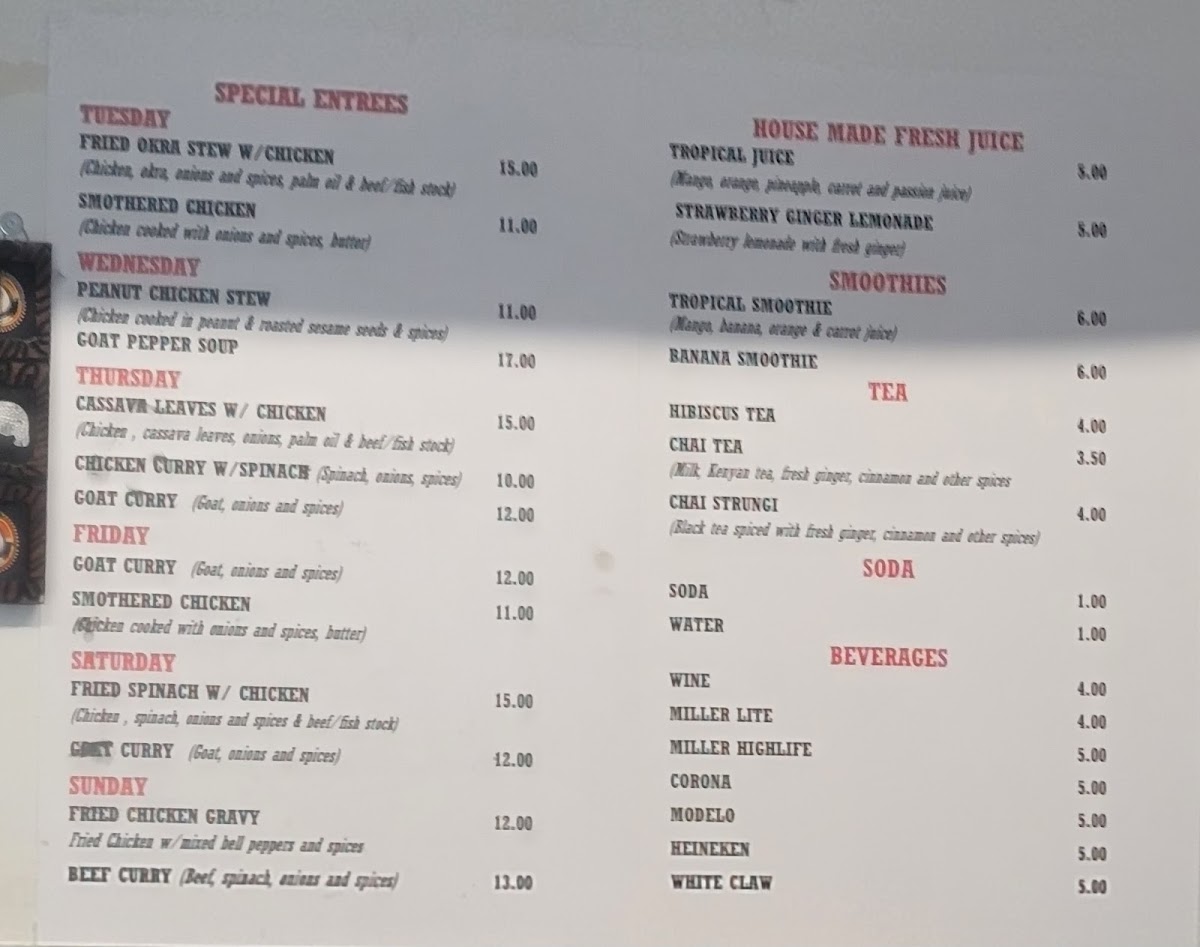 SPECIAL ENTREES
TUESDAY
FRIED OKRA STEW W/CHICKEN 15.00
(Chicken, okra, onions and spices, palm oil & beef/fish stock)
SMOTHERED CHICKEN 11.00
(Chicken cooked with onions and spices, butter)
WEDNESDAY
PEANUT CHICKEN STEW 11.00
(Chicken cooked in peanut & roasted sesame seeds & spices)
GOAT PEPPER SOUP 17.00
THURSDAY
CASSAVA LEAVES W/ CHICKEN 15.00
(Chicken , cassava leaves, onions, palm oil & beef/fish stock)
CHICKEN CURRY W/SPINACH (Spinach, onions, spices) 10.00
GOAT CURRY (Goat, onions and spices) 12.00
FRIDAY
GOAT CURRY (Goat, onions and spices) 12.00
SMOTHERED CHICKEN 11.00
(Chicken cooked with onions and spices, butter)
SATURDAY
FRIED SPINACH W/ CHICKEN 15.00
(Chicken , spinach, onions and spices & beef/fish stock)
GOAT CURRY (Goat, onions and spices) 12.00
SUNDAY
FRIED CHICKEN GRAVY 12.00
Fried Chicken w/mixed bell peppers and spices
BEEF CURRY (Beef, spinach, onions and spices) 13.00
HOUSE MADE FRESH JUICE
TROPICAL JUICE 8.00
(Mango, orange, pineapple, carrot and passion juice)
STRAWBERRY GINGER LEMONADE 8.00
(Strawberry lemonade with fresh ginger)
SMOOTHIES
TROPICAL SMOOTHIE 6.00
(Mango, banana, orange & carrot juice)
BANANA SMOOTHIE 6.00
TEA
HIBISCUS TEA 4.00
CHAI TEA 3.50
(Milk, Kenyan tea, fresh ginger, cinnamon and other spices
CHAI STRUNGI 4.00
(Black tea spiced with fresh ginger, cinnamon and other spices)
SODA
SODA 1.00
WATER 1.00
BEVERAGES
WINE 4.00
MILLER LITE 4.00
MILLER HIGHLIFE 5.00
CORONA 5.00
MODELO 5.00
HEINEKEN 5.00
WHITE CLAW 5.00